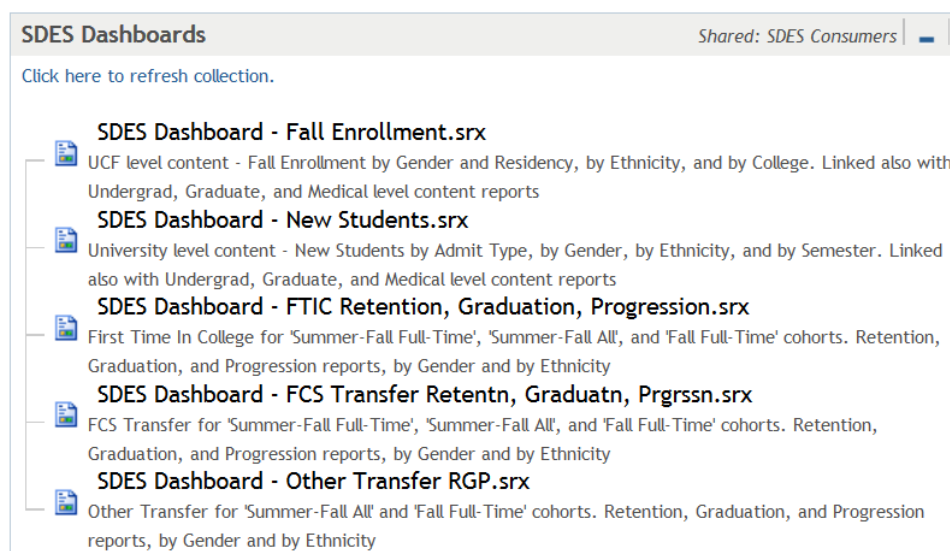 SDES Dashboards Shared: SDES Consumers
Click here to refresh collection.
SDES Dashboard - Fall Enrollment.srx
UCF level content - Fall Enrollment by Gender and Residency, by Ethnicity, and by College. Linked also with
Undergrad, Graduate, and Medical level content reports
SDES Dashboard - New Students.srx
University level content - New Students by Admit Type, by Gender, by Ethnicity, and by Semester. Linked
also with Undergrad, Graduate, and Medical level content reports
SDES Dashboard - FTIC Retention, Graduation, Progression.srx
First Time In College for 'Summer-Fall Full-Time', 'Summer-Fall All', and 'Fall Full-Time' cohorts. Retention,
Graduation, and Progression reports, by Gender and by Ethnicity
SDES Dashboard - FCS Transfer Retentn, Graduatn, Prgrssn.srx
FCS Transfer for 'Summer-Fall Full-Time', 'Summer-Fall All', and 'Fall Full-Time' cohorts. Retention,
Graduation, and Progression reports, by Gender and by Ethnicity
SDES Dashboard - Other Transfer RGP.srx
Other Transfer for 'Summer-Fall All' and 'Fall Full-Time' cohorts. Retention, Graduation, and Progression
reports, by Gender and by Ethnicity